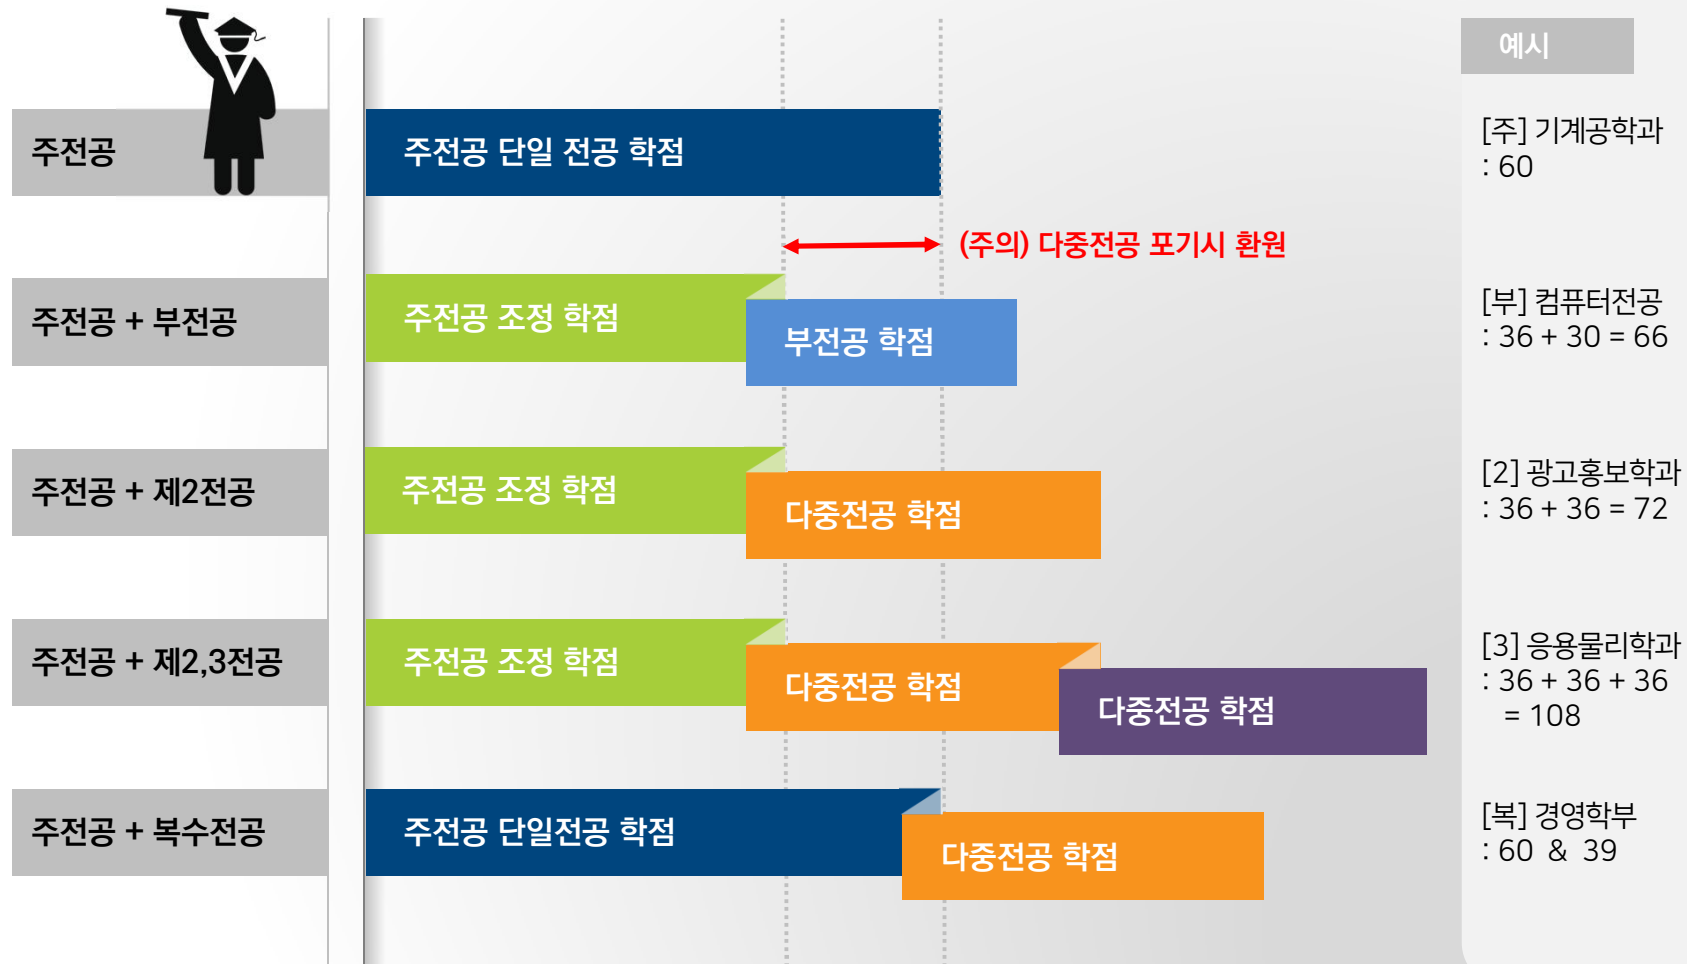 예시
주전공
주전공 단일 전공 학점
[주] 기계공학과
: 60
(주의) 다중전공 포기시 환원
주전공 + 부전공
주전공 조정 학점
부전공 학점
[부] 컴퓨터전공
: 36 + 30 = 66
주전공 + 제2전공
주전공 조정 학점
다중전공 학점
[2] 광고홍보학과
: 36 + 36 = 72
주전공 + 제2,3전공
주전공 조정 학점
다중전공 학점
다중전공 학점
[3] 응용물리학과
: 36 + 36 + 36
= 108
주전공 + 복수전공
주전공 단일전공 학점
다중전공 학점
[복] 경영학부
: 60 & 39